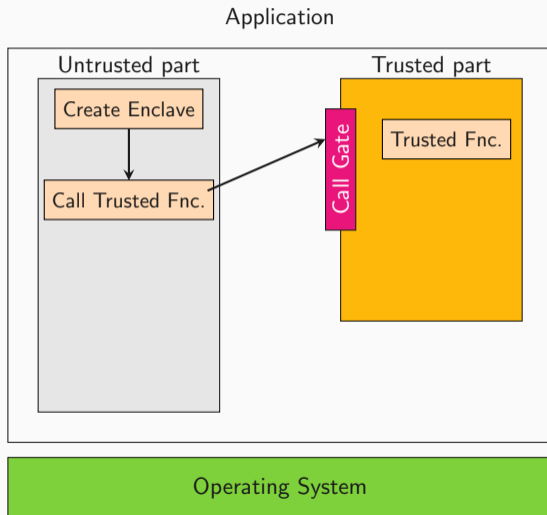 Application
Untrusted part
Trusted part
Create Enclave
Trusted Fnc.
Call Gate
Call Trusted Fnc.
Operating System